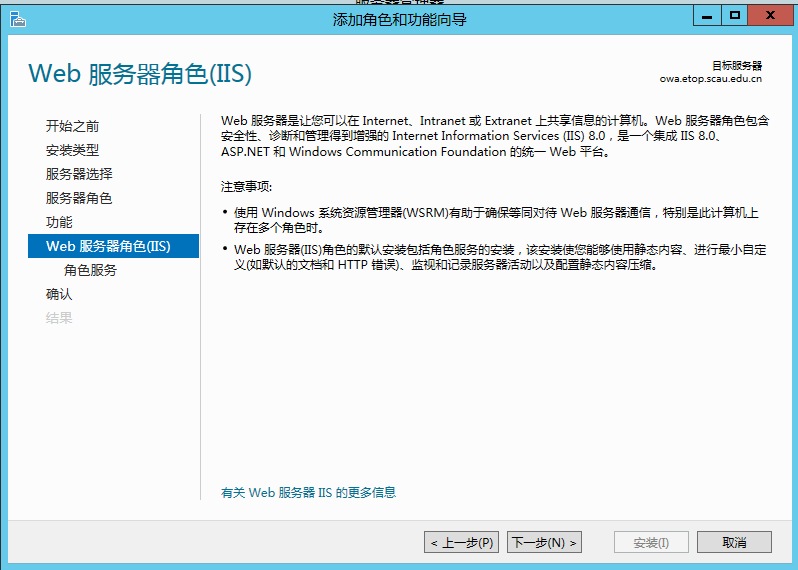 添加角色和功能向导
Web 服务器角色(IIS)
目标服务器
owa.etop.scau.edu.cn
开始之前
安装类型
服务器选择
服务器角色
功能
Web 服务器角色(IIS)
角色服务
确认
结果
Web 服务器是让您可以在 Internet、Intranet 或 Extranet 上共享信息的计算机。Web 服务器角色包含
安全性、诊断和管理得到增强的 Internet Information Services (IIS) 8.0，是一个集成 IIS 8.0、
ASP.NET 和 Windows Communication Foundation 的统一 Web 平台。
注意事项:
• 使用 Windows 系统资源管理器(WSRM)有助于确保等同对待 Web 服务器通信，特别是此计算机上
存在多个角色时。
• Web 服务器(IIS)角色的默认安装包括角色服务的安装，该安装使您能够使用静态内容、进行最小自定
义(如默认的文档和 HTTP 错误)、监视和记录服务器活动以及配置静态内容压缩。
有关 Web 服务器 IIS 的更多信息
< 上一步(P)
下一步(N) >
安装(I)
取消